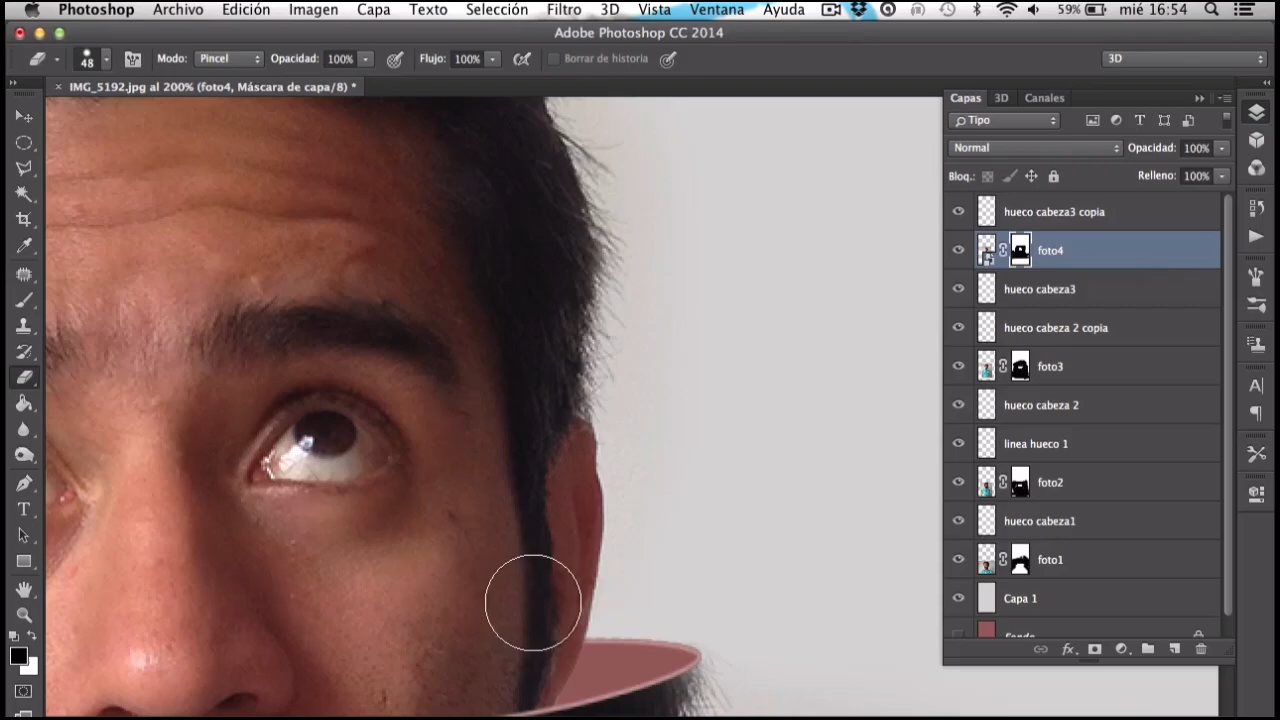 Photoshop Archivo Edición Imagen Capa Texto Selección Filtro 3D Vista Ventana Ayuda 59% mié 16:54
Adobe Photoshop CC 2014
48 Modo: Pincel Opacidad: 100% Flujo: 100% Borrar de historia 3D
× IMG_5192.jpg al 200% (foto4, Máscara de capa/8) *
Capas 3D Canales
Tipo
Normal Opacidad: 100%
Bloq.: Relleno: 100%
hueco cabeza3 copia
foto4
hueco cabeza3
hueco cabeza 2 copia
foto3
hueco cabeza 2
linea hueco 1
foto2
hueco cabeza1
foto1
Capa 1
Fondo
fx